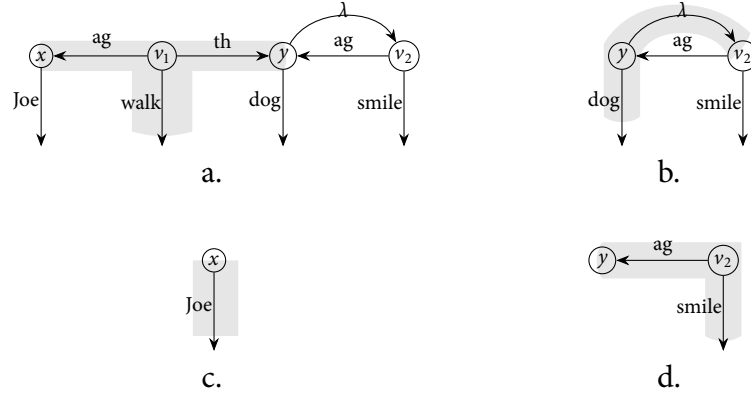 λ λ
ag th ag ag
x v₁ y v₂ y v₂
Joe walk dog smile dog smile
a. b.
x ag
y v₂
Joe smile
c. d.